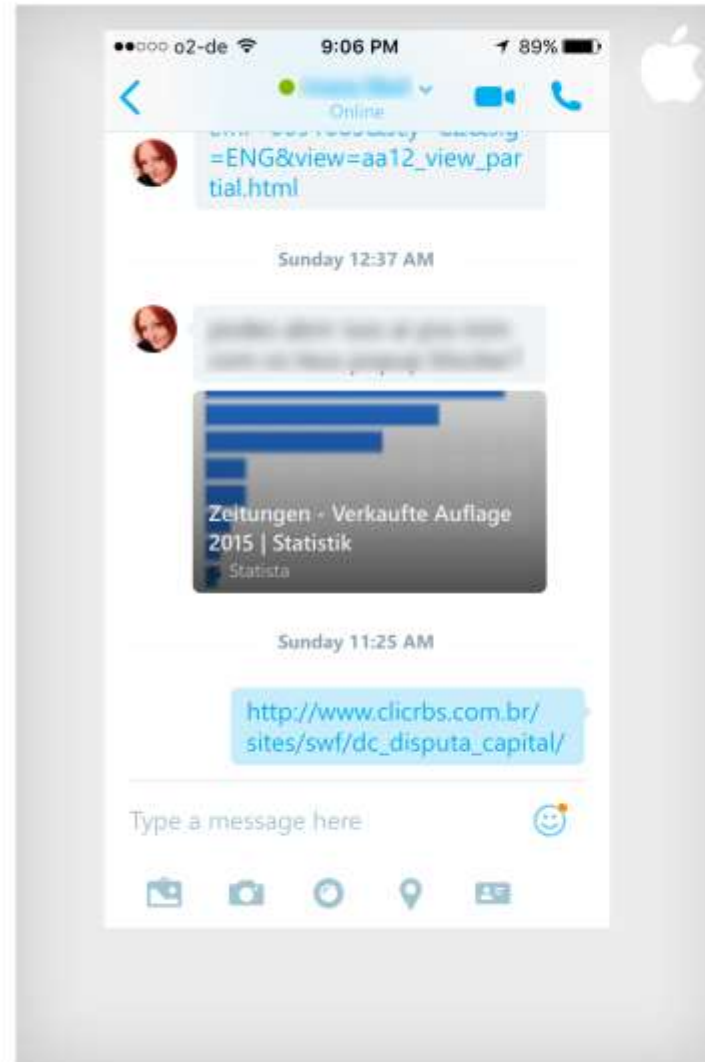 o2-de 9:06 PM 89%
Online
=ENG&view=aa12_view_par
tial.html
Sunday 12:37 AM
Zeitungen - Verkaufte Auflage
2015 | Statistik
Statista
Sunday 11:25 AM
http://www.clicrbs.com.br/
sites/swf/dc_disputa_capital/
Type a message here